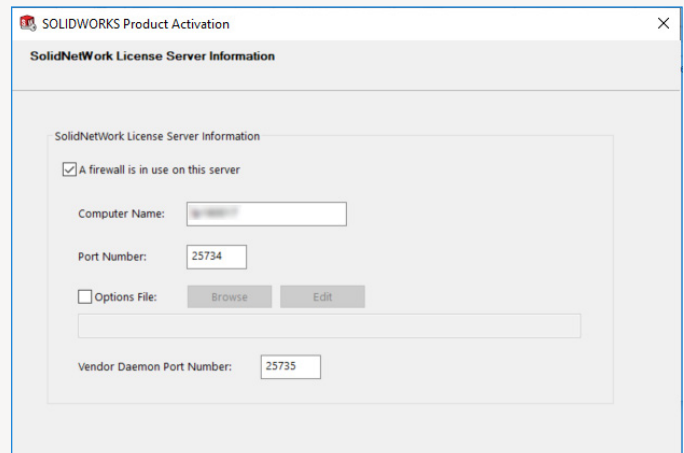 SOLIDWORKS Product Activation
SolidNetWork License Server Information
SolidNetWork License Server Information
A firewall is in use on this server
Computer Name:
Port Number: 25734
Options File: Browse Edit
Vendor Daemon Port Number: 25735